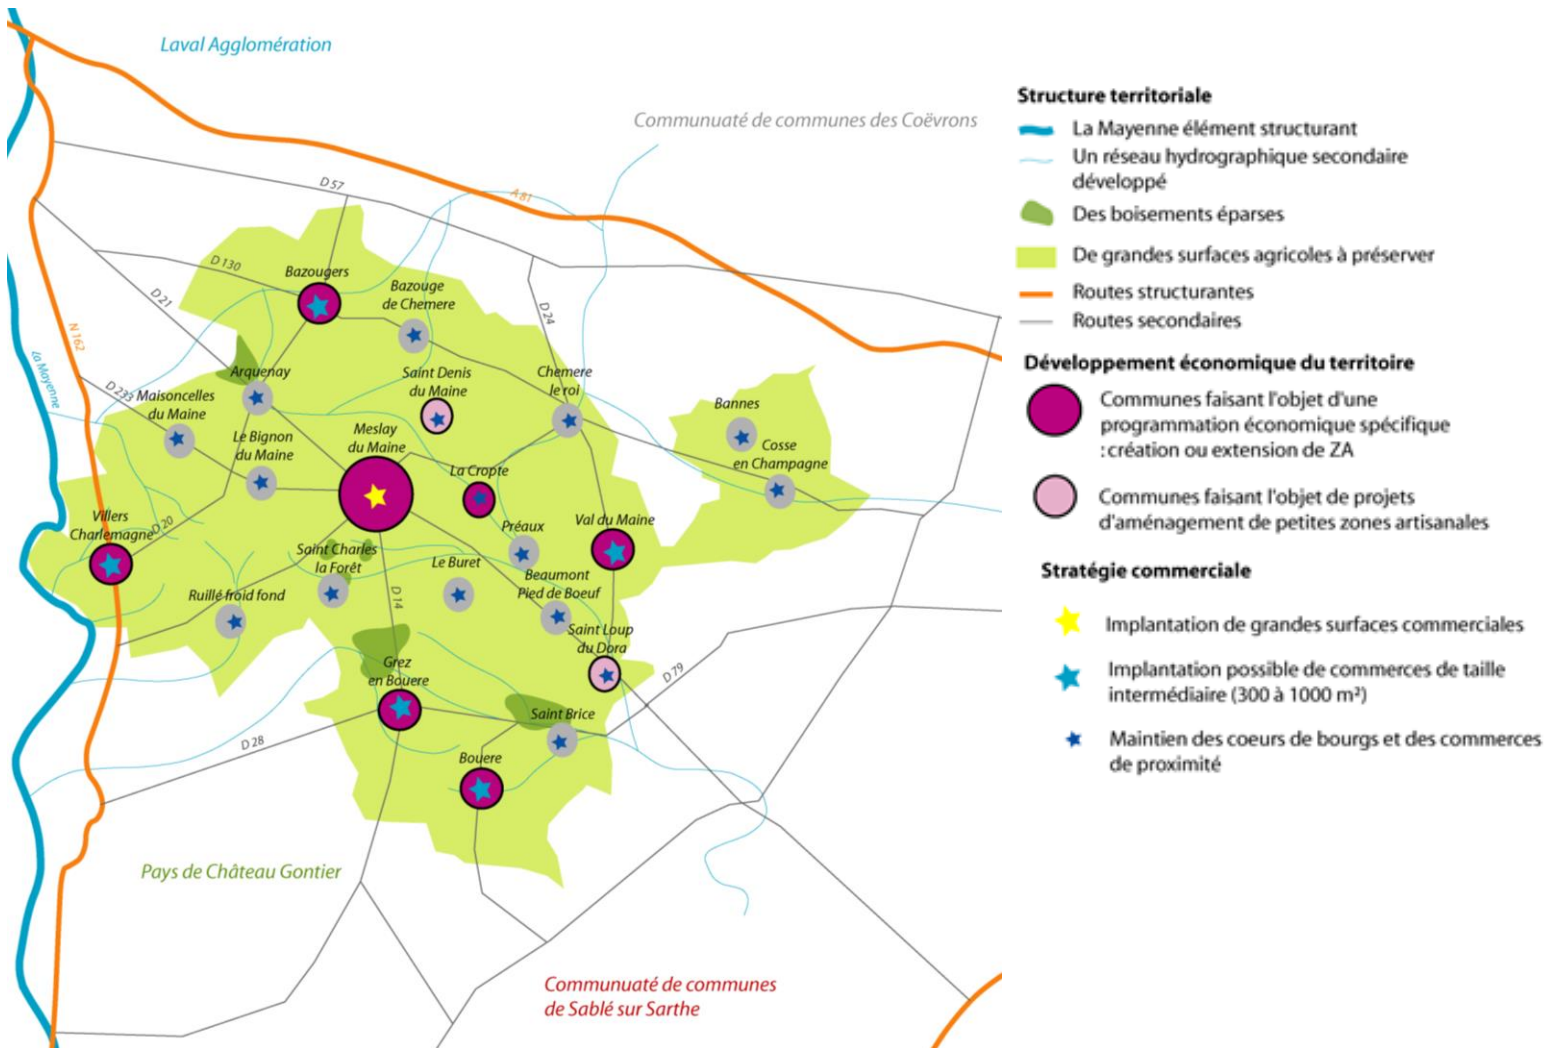 Laval Agglomération
Communuaté de communes des Coëvrons
D 57
A 81
D 130
Bazougers
Bazouge
de Chemere
D 21
D 24
N 162
La Mayenne
D 233
Arquenay
Maisoncelles
du Maine
Saint Denis
du Maine
Chemere
le roi
Bannes
Le Bignon
du Maine
Meslay
du Maine
Cosse
en Champagne
La Cropte
Villers
Charlemagne
D 20
Préaux
Val du Maine
Saint Charles
la Forêt
Le Buret
Beaumont
Pied de Boeuf
Ruillé froid fond
D 14
Saint Loup
du Dora
Grez
en Bouere
D 79
Saint Brice
D 28
Bouere
Pays de Château Gontier
Communuaté de communes
de Sablé sur Sarthe
Structure territoriale
La Mayenne élément structurant
Un réseau hydrographique secondaire
développé
Des boisements éparses
De grandes surfaces agricoles à préserver
Routes structurantes
Routes secondaires
Développement économique du territoire
Communes faisant l'objet d'une
programmation économique spécifique
: création ou extension de ZA
Communes faisant l'objet de projets
d'aménagement de petites zones artisanales
Stratégie commerciale
Implantation de grandes surfaces commerciales
Implantation possible de commerces de taille
intermédiaire (300 à 1000 m²)
Maintien des coeurs de bourgs et des commerces
de proximité